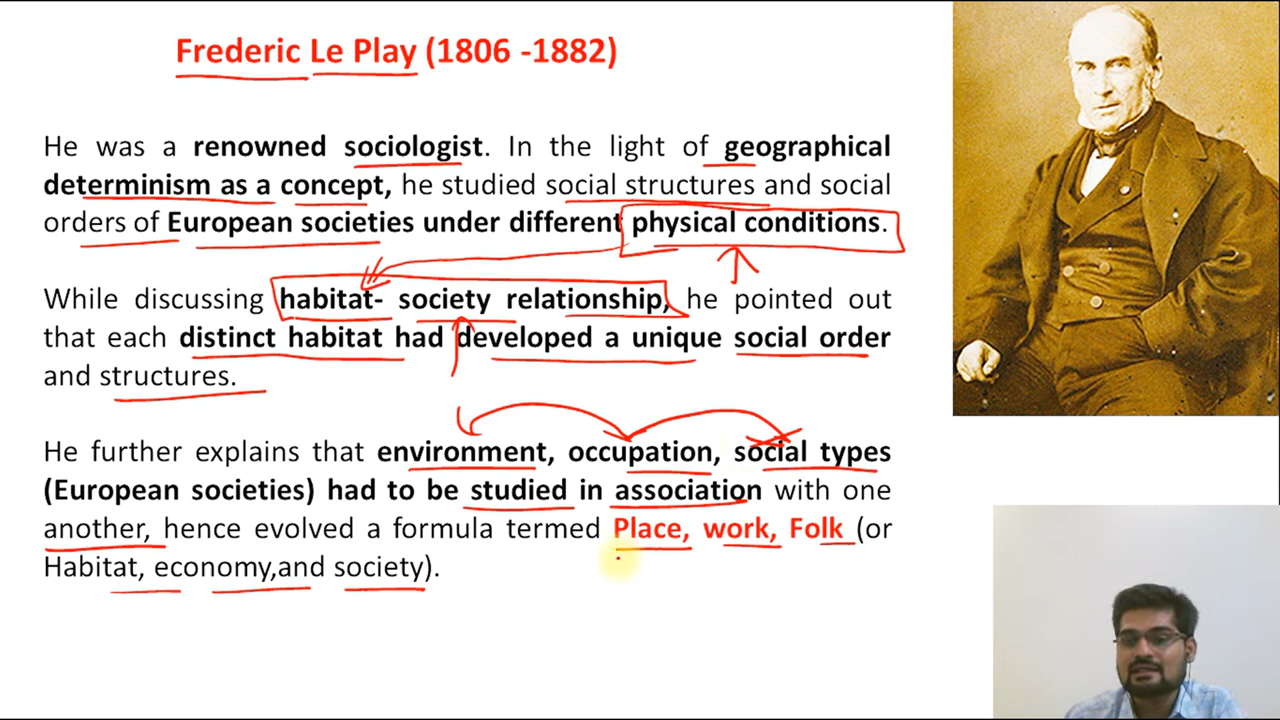 Frederic Le Play (1806 -1882)
He was a renowned sociologist. In the light of geographical
determinism as a concept, he studied social structures and social
orders of European societies under different physical conditions.
While discussing habitat- society relationship, he pointed out
that each distinct habitat had developed a unique social order
and structures.
He further explains that environment, occupation, social types
(European societies) had to be studied in association with one
another, hence evolved a formula termed Place, work, Folk (or
Habitat, economy,and society).